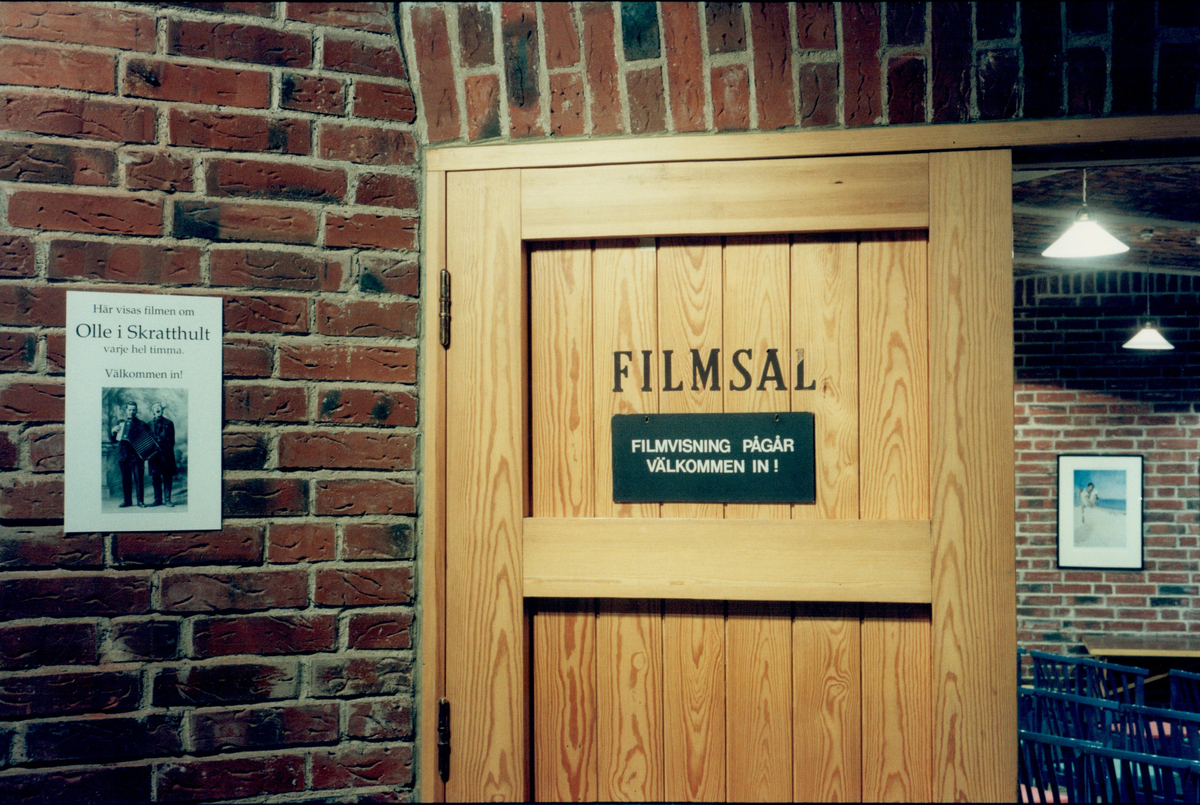 Här visas filmen om
Olle i Skratthult
varje hel timma.
Välkommen in!
FILMSAL
FILMVISNING PÅGÅR
VÄLKOMMEN IN !